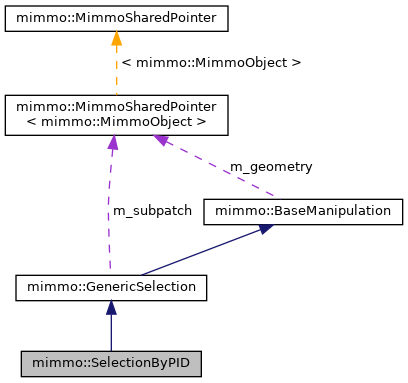 mimmo::MimmoSharedPointer
< mimmo::MimmoObject >
mimmo::MimmoSharedPointer
< mimmo::MimmoObject >
m_geometry
m_subpatch
mimmo::BaseManipulation
mimmo::GenericSelection
mimmo::SelectionByPID